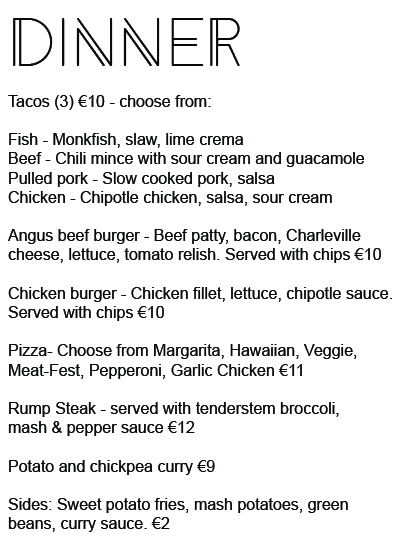 DINNER
Tacos (3) €10 - choose from:
Fish - Monkfish, slaw, lime crema
Beef - Chili mince with sour cream and guacamole
Pulled pork - Slow cooked pork, salsa
Chicken - Chipotle chicken, salsa, sour cream
Angus beef burger - Beef patty, bacon, Charleville
cheese, lettuce, tomato relish. Served with chips €10
Chicken burger - Chicken fillet, lettuce, chipotle sauce.
Served with chips €10
Pizza- Choose from Margarita, Hawaiian, Veggie,
Meat-Fest, Pepperoni, Garlic Chicken €11
Rump Steak - served with tenderstem broccoli,
mash & pepper sauce €12
Potato and chickpea curry €9
Sides: Sweet potato fries, mash potatoes, green
beans, curry sauce. €2